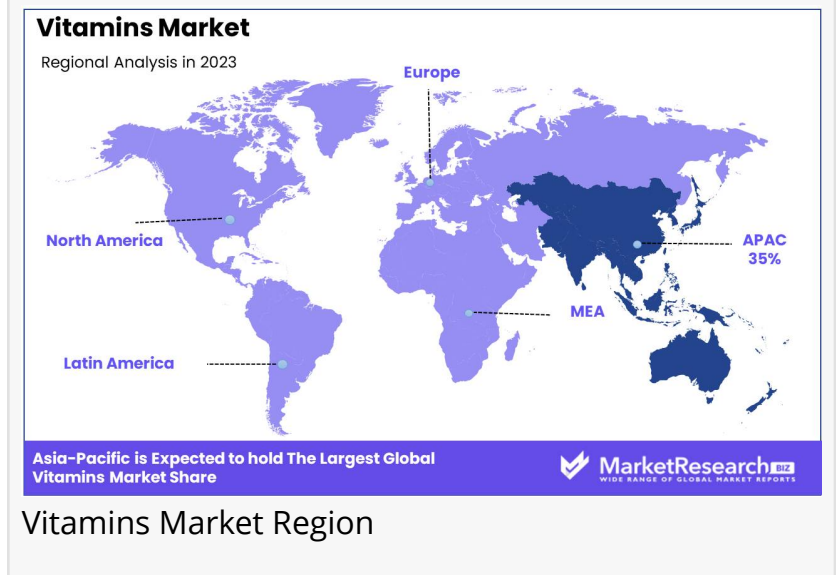 Vitamins Market
Regional Analysis in 2023
Europe
North America
APAC
35%
MEA
Latin America
Asia-Pacific is Expected to hold The Largest Global
Vitamins Market Share
MarketResearch BIZ
WIDE RANGE OF GLOBAL MARKET REPORTS
Vitamins Market Region